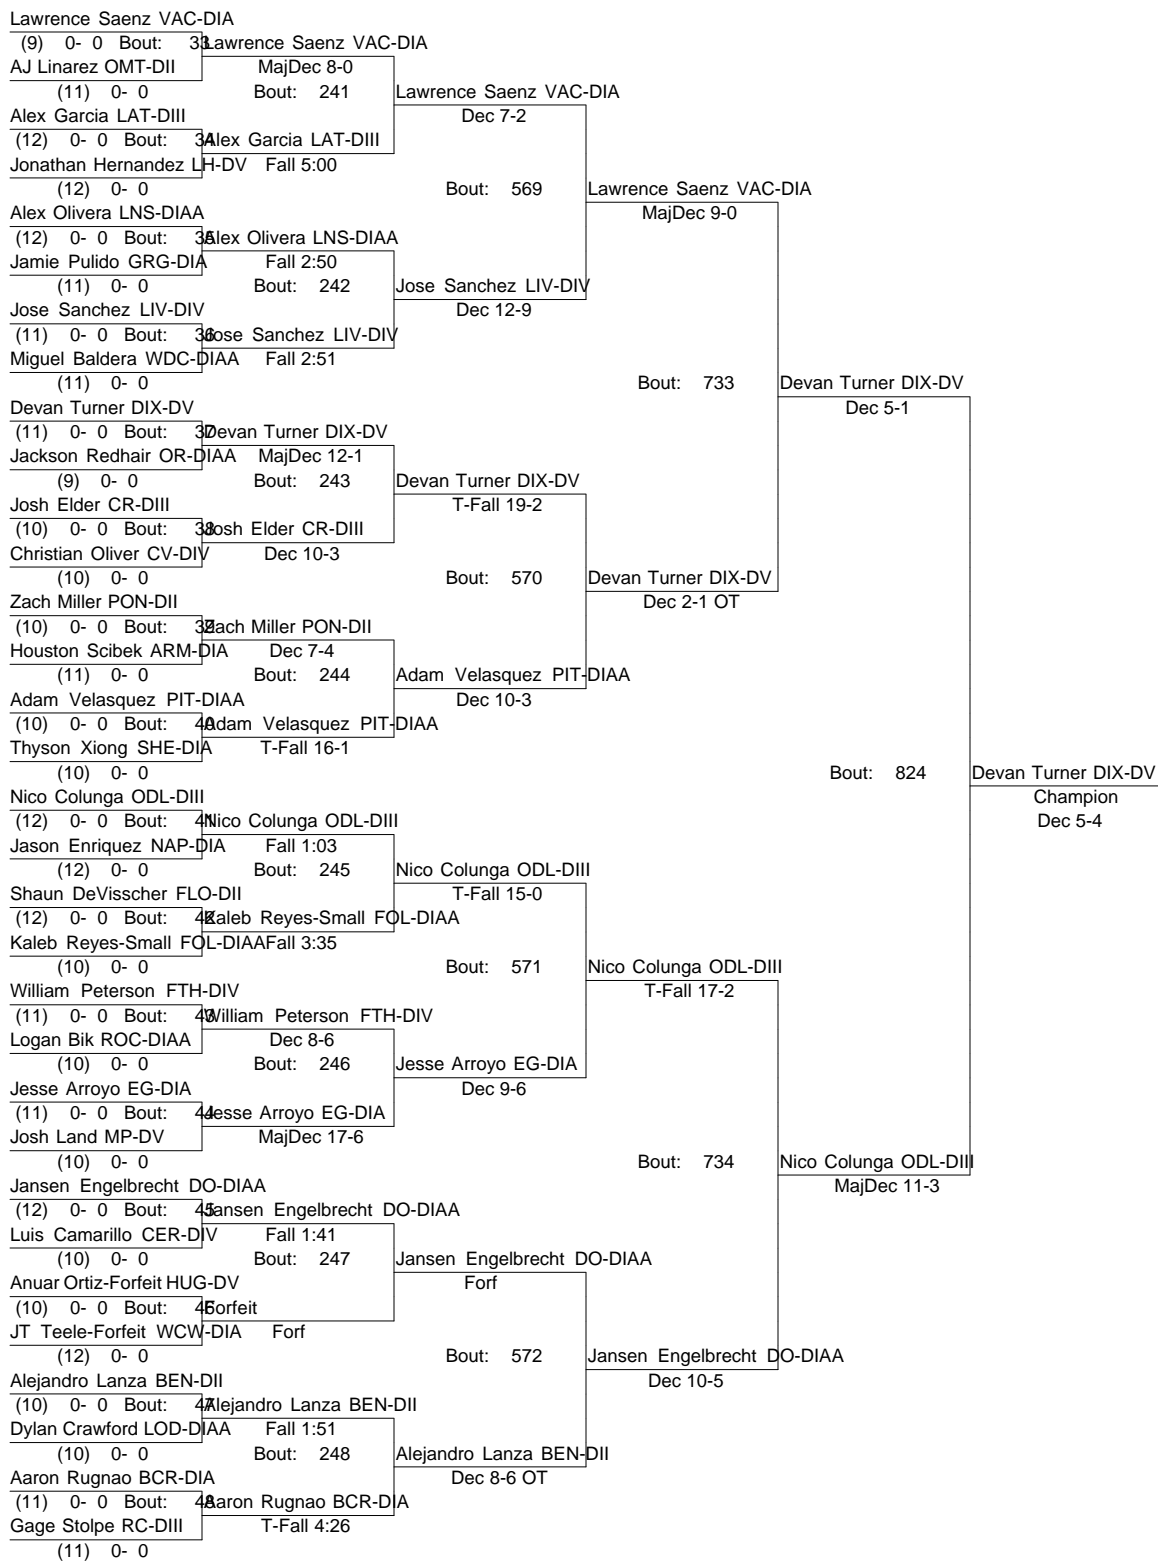 Lawrence Saenz VAC-DIA
(9) 0- 0 Bout: 33 Lawrence Saenz VAC-DIA
AJ Linarez OMT-DII MajDec 8-0
(11) 0- 0 Bout: 241 Lawrence Saenz VAC-DIA
Alex Garcia LAT-DIII Dec 7-2
(12) 0- 0 Bout: 34 Alex Garcia LAT-DIII
Jonathan Hernandez LH-DV Fall 5:00
(12) 0- 0 Bout: 569 Lawrence Saenz VAC-DIA
Alex Olivera LNS-DIAA MajDec 9-0
(12) 0- 0 Bout: 35 Alex Olivera LNS-DIAA
Jamie Pulido GRG-DIA Fall 2:50
(11) 0- 0 Bout: 242 Jose Sanchez LIV-DIV
Jose Sanchez LIV-DIV Dec 12-9
(11) 0- 0 Bout: 36 Jose Sanchez LIV-DIV
Miguel Baldera WDC-DIAA Fall 2:51
(11) 0- 0 Bout: 733 Devan Turner DIX-DV
Devan Turner DIX-DV Dec 5-1
(11) 0- 0 Bout: 37 Devan Turner DIX-DV
Jackson Redhair OR-DIAA MajDec 12-1
(9) 0- 0 Bout: 243 Devan Turner DIX-DV
Josh Elder CR-DIII T-Fall 19-2
(10) 0- 0 Bout: 38 Josh Elder CR-DIII
Christian Oliver CV-DIV Dec 10-3
(10) 0- 0 Bout: 570 Devan Turner DIX-DV
Zach Miller PON-DII Dec 2-1 OT
(10) 0- 0 Bout: 39 Zach Miller PON-DII
Houston Scibek ARM-DIA Dec 7-4
(11) 0- 0 Bout: 244 Adam Velasquez PIT-DIAA
Adam Velasquez PIT-DIAA Dec 10-3
(10) 0- 0 Bout: 40 Adam Velasquez PIT-DIAA
Thyson Xiong SHE-DIA T-Fall 16-1
(10) 0- 0 Bout: 824 Devan Turner DIX-DV
Nico Colunga ODL-DIII Champion
(12) 0- 0 Bout: 41 Nico Colunga ODL-DIII Dec 5-4
Jason Enriquez NAP-DIA Fall 1:03
(12) 0- 0 Bout: 245 Nico Colunga ODL-DIII
Shaun DeVisscher FLO-DII T-Fall 15-0
(12) 0- 0 Bout: 42 Kaleb Reyes-Small FOL-DIAA
Kaleb Reyes-Small FOL-DIAA Fall 3:35
(10) 0- 0 Bout: 571 Nico Colunga ODL-DIII
William Peterson FTH-DIV T-Fall 17-2
(11) 0- 0 Bout: 43 William Peterson FTH-DIV
Logan Bik ROC-DIAA Dec 8-6
(10) 0- 0 Bout: 246 Jesse Arroyo EG-DIA
Jesse Arroyo EG-DIA Dec 9-6
(11) 0- 0 Bout: 44 Jesse Arroyo EG-DIA
Josh Land MP-DV MajDec 17-6
(10) 0- 0 Bout: 734 Nico Colunga ODL-DIII
Jansen Engelbrecht DO-DIAA MajDec 11-3
(12) 0- 0 Bout: 45 Jansen Engelbrecht DO-DIAA
Luis Camarillo CER-DIV Fall 1:41
(10) 0- 0 Bout: 247 Jansen Engelbrecht DO-DIAA
Anuar Ortiz-Forfeit HUG-DV Forf
(10) 0- 0 Bout: 46 Forfeit
JT Teele-Forfeit WCW-DIA Forf
(12) 0- 0 Bout: 572 Jansen Engelbrecht DO-DIAA
Alejandro Lanza BEN-DII Dec 10-5
(10) 0- 0 Bout: 47 Alejandro Lanza BEN-DII
Dylan Crawford LOD-DIAA Fall 1:51
(10) 0- 0 Bout: 248 Alejandro Lanza BEN-DII
Aaron Rugnao BCR-DIA Dec 8-6 OT
(11) 0- 0 Bout: 48 Aaron Rugnao BCR-DIA
Gage Stolpe RC-DIII T-Fall 4:26
(11) 0- 0